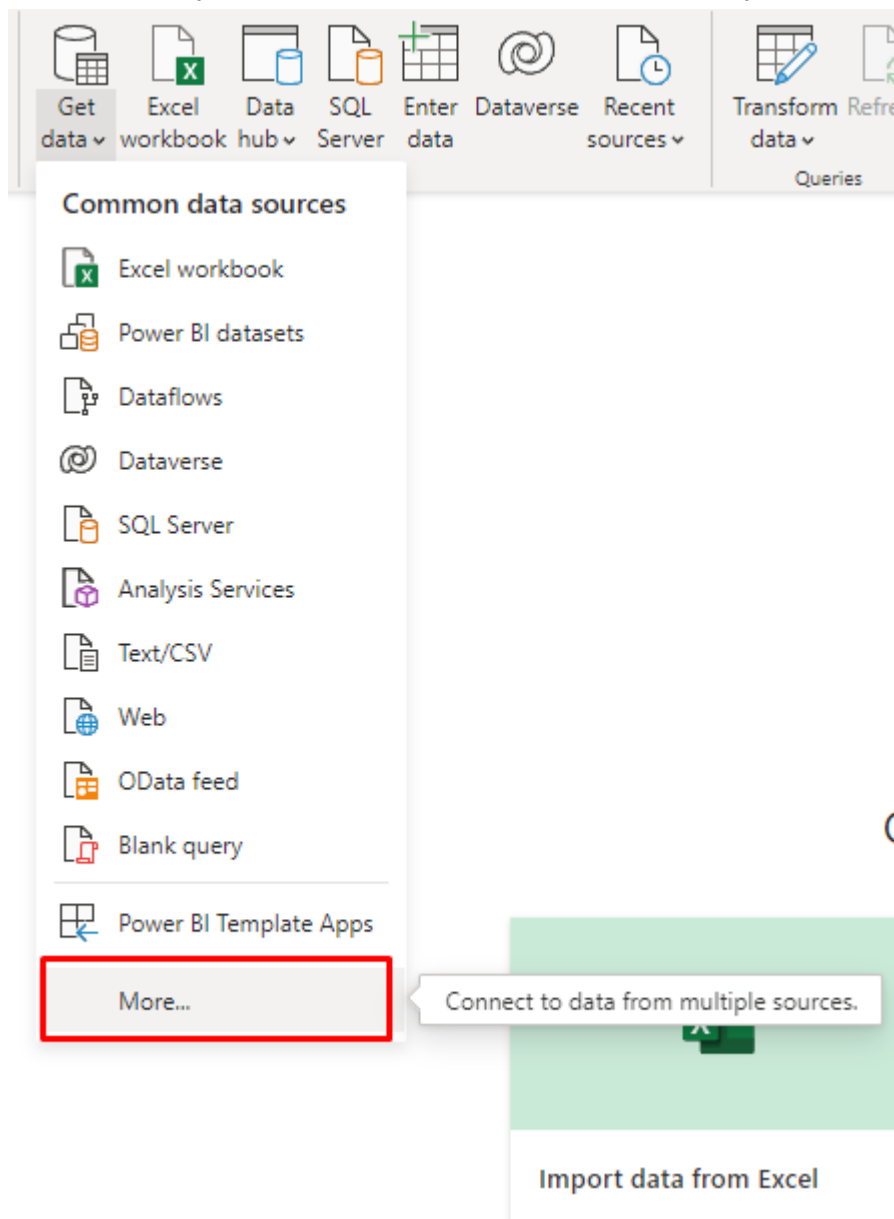 Get Excel Data SQL Enter Dataverse Recent Transform Refre
data workbook hub Server data sources data
Queries
Common data sources
Excel workbook
Power BI datasets
Dataflows
Dataverse
SQL Server
Analysis Services
Text/CSV
Web
OData feed
Blank query
Power BI Template Apps
More...
Connect to data from multiple sources.
Import data from Excel